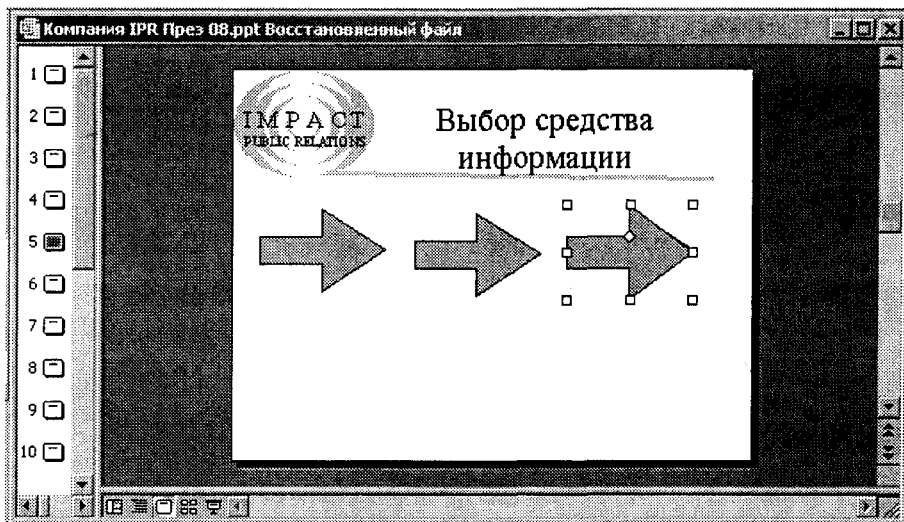 Компания IPR През 08.ppt Восстановленный файл
1
2
3
4
5
6
7
8
9
10
IMPACT
PUBLIC RELATIONS
Выбор средства
информации